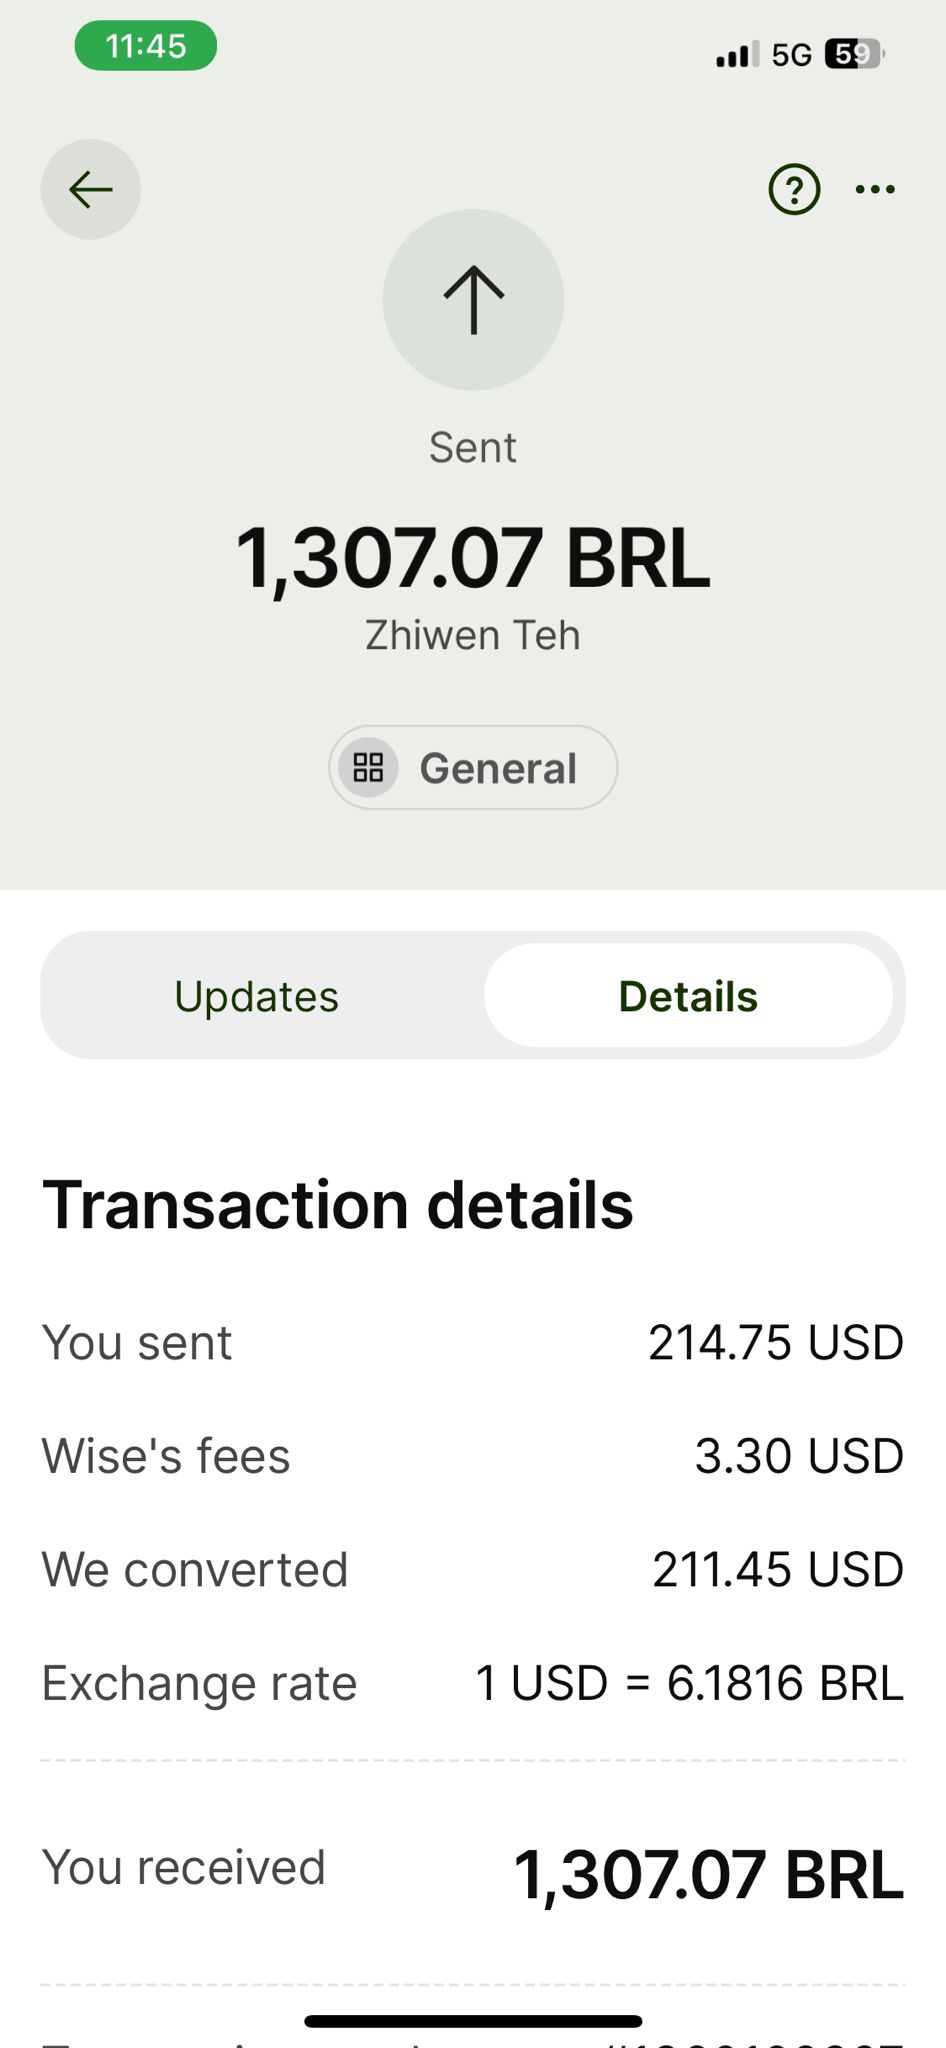 11:45
5G 59
?
Sent
1,307.07 BRL
Zhiwen Teh
General
Updates Details
Transaction details
You sent 214.75 USD
Wise's fees 3.30 USD
We converted 211.45 USD
Exchange rate 1 USD = 6.1816 BRL
You received 1,307.07 BRL